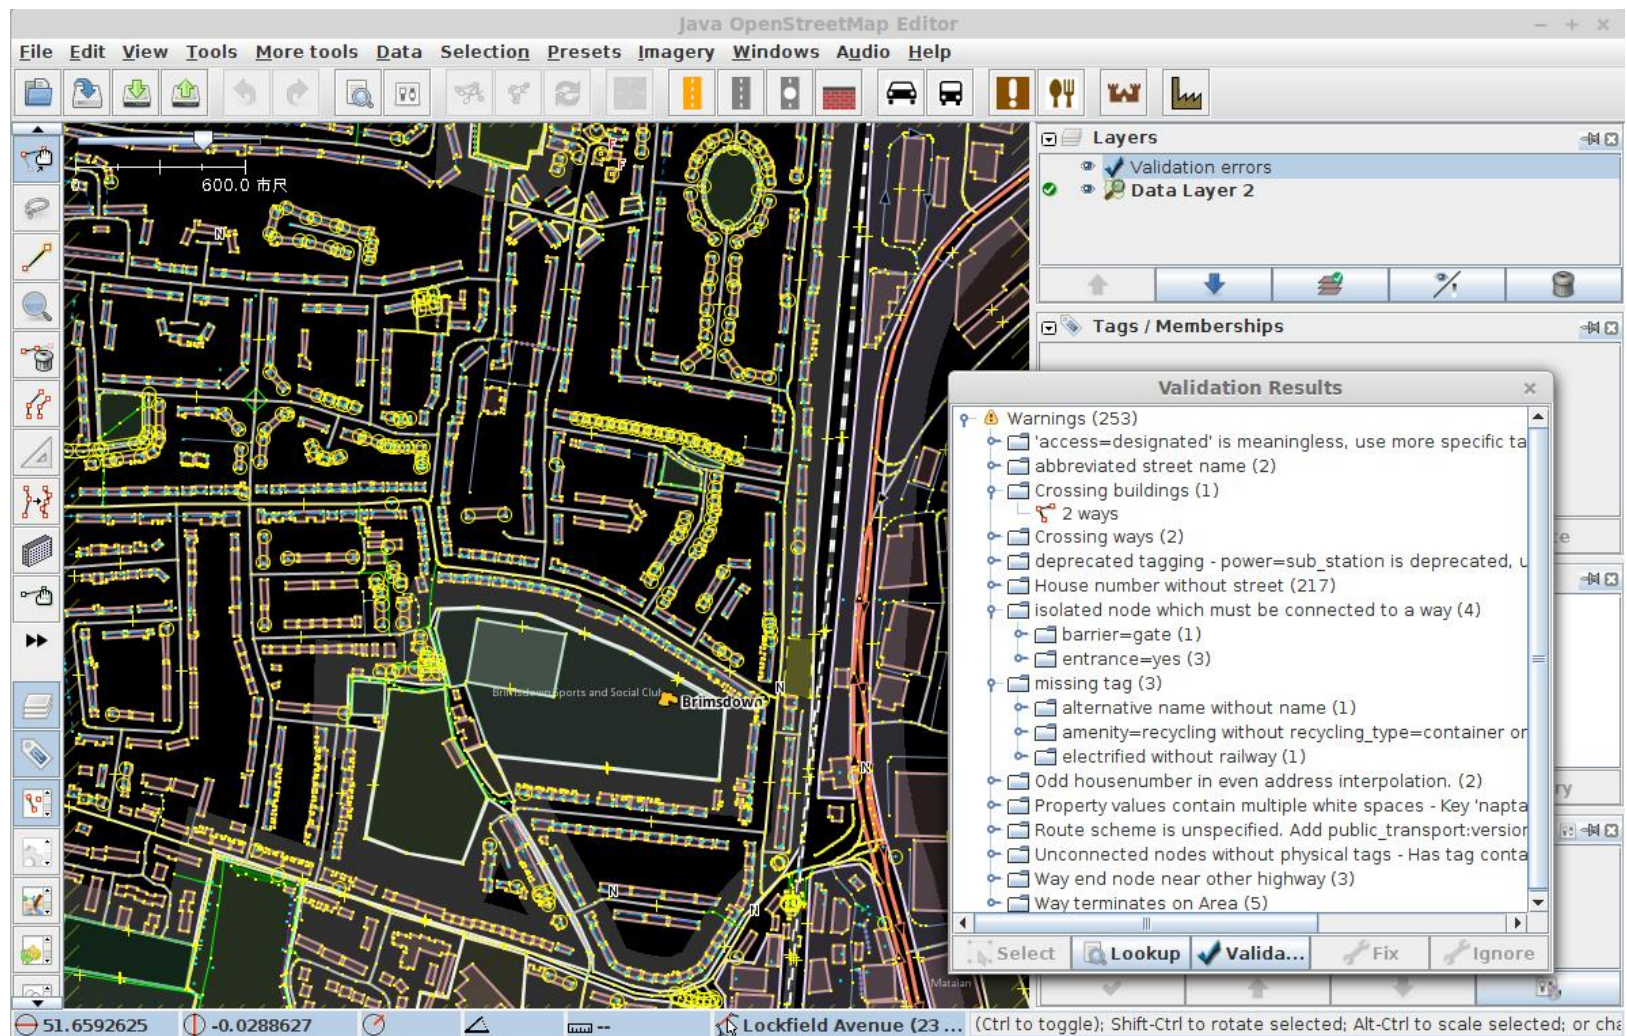 Java OpenStreetMap Editor
File Edit View Tools More tools Data Selection Presets Imagery Windows Audio Help
0 600.0 市尺
Layers
Validation errors
Data Layer 2
Tags / Memberships
Validation Results
Warnings (253)
'access=designated' is meaningless, use more specific ta
abbreviated street name (2)
Crossing buildings (1)
2 ways
Crossing ways (2)
deprecated tagging - power=sub_station is deprecated, u
House number without street (217)
isolated node which must be connected to a way (4)
barrier=gate (1)
entrance=yes (3)
missing tag (3)
alternative name without name (1)
amenity=recycling without recycling_type=container or
electrified without railway (1)
Odd housenumber in even address interpolation. (2)
Property values contain multiple white spaces - Key 'napta
Route scheme is unspecified. Add public_transport:version
Unconnected nodes without physical tags - Has tag conta
Way end node near other highway (3)
Way terminates on Area (5)
Select Lookup Valida... Fix Ignore
F
F
N
Brimsdown Sports and Social Club
Brimsdown
N
N
N
N
Matalan
51.6592625 -0.0288627 -- Lockfield Avenue (23 ... (Ctrl to toggle); Shift-Ctrl to rotate selected; Alt-Ctrl to scale selected; or cha